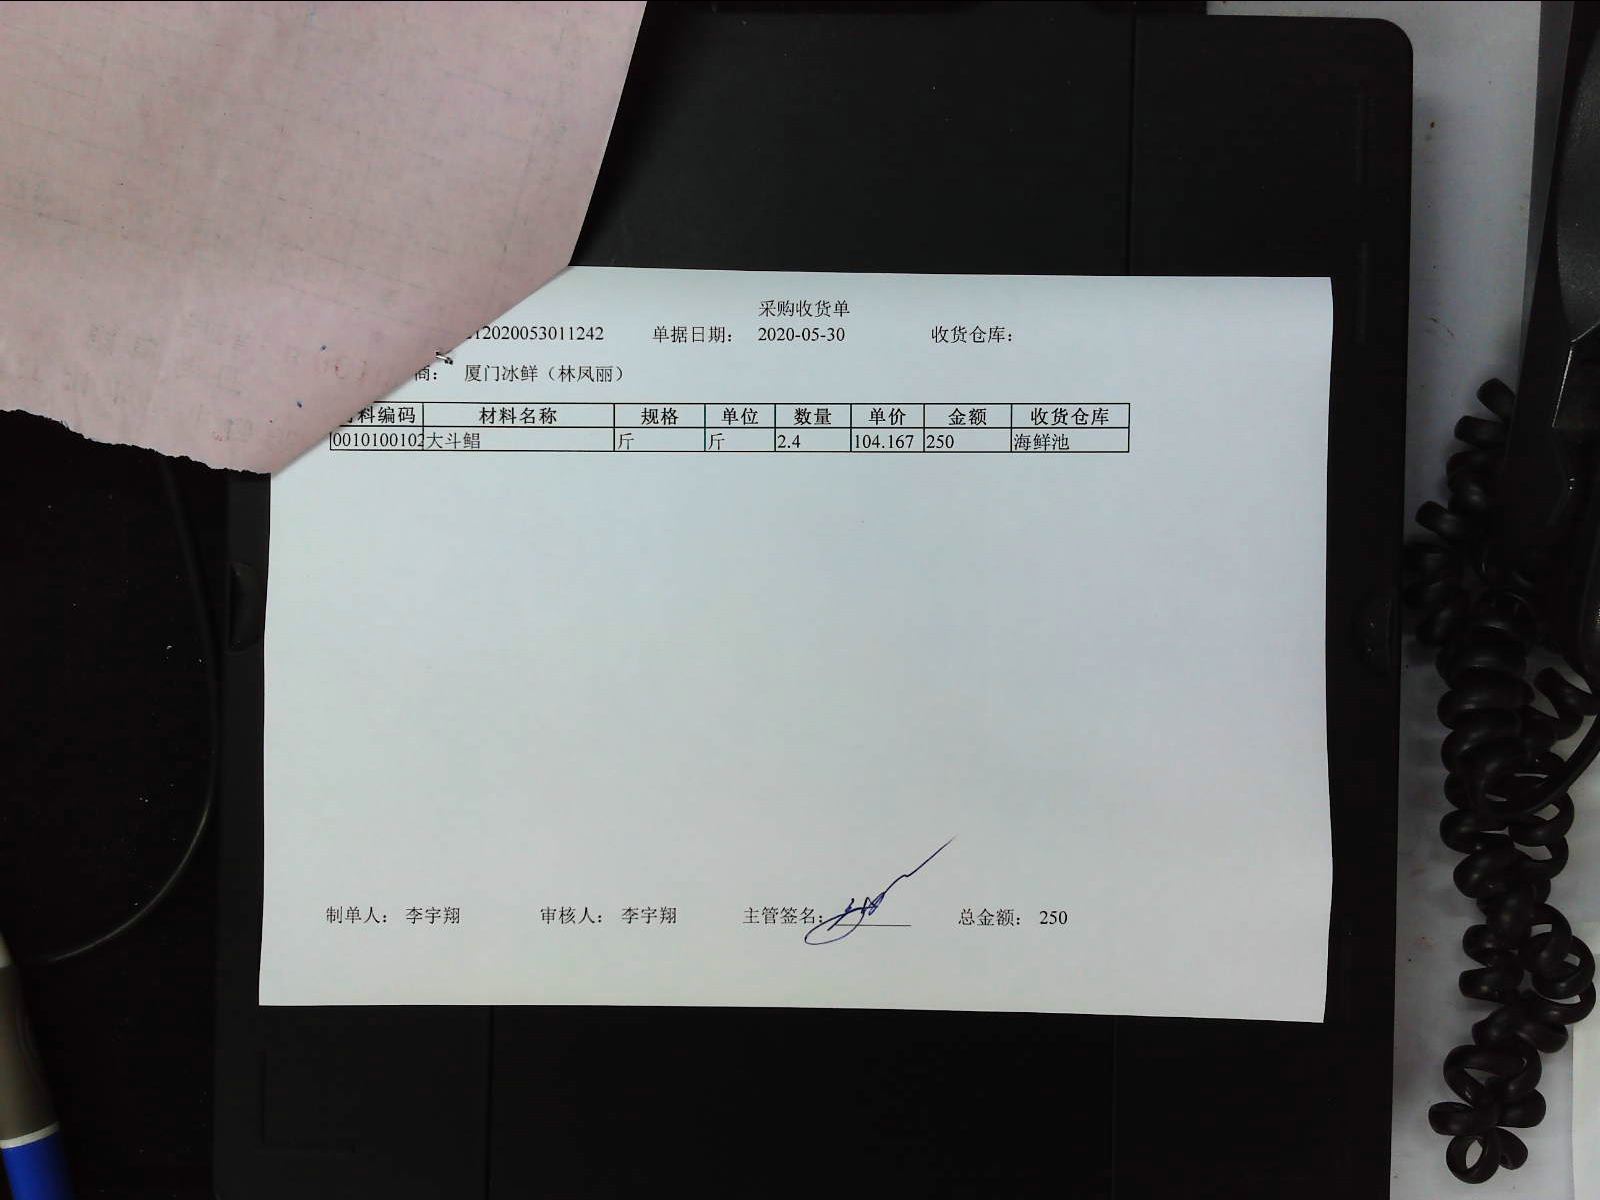 采购收货单
12020053011242 单据日期： 2020-05-30 收货仓库：
商： 厦门冰鲜（林凤丽）
料编码 材料名称 规格 单位 数量 单价 金额 收货仓库
0010100102 大斗鲳 斤 斤 2.4 104.167 250 海鲜池
制单人： 李宇翔 审核人： 李宇翔 主管签名： 总金额： 250